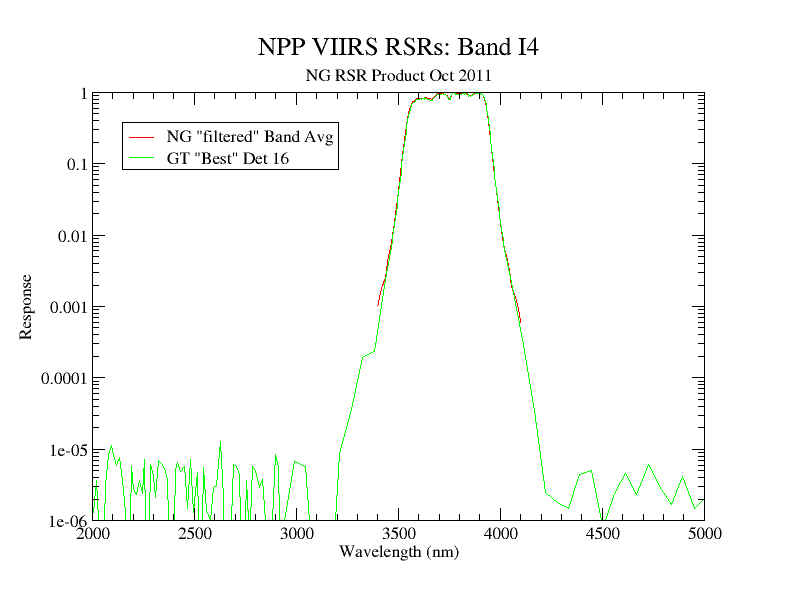 NPP VIIRS RSRs: Band I4
NG RSR Product Oct 2011
NG "filtered" Band Avg
GT "Best" Det 16
Response
1
0.1
0.01
0.001
0.0001
1e-05
1e-06
2000 2500 3000 3500 4000 4500 5000
Wavelength (nm)